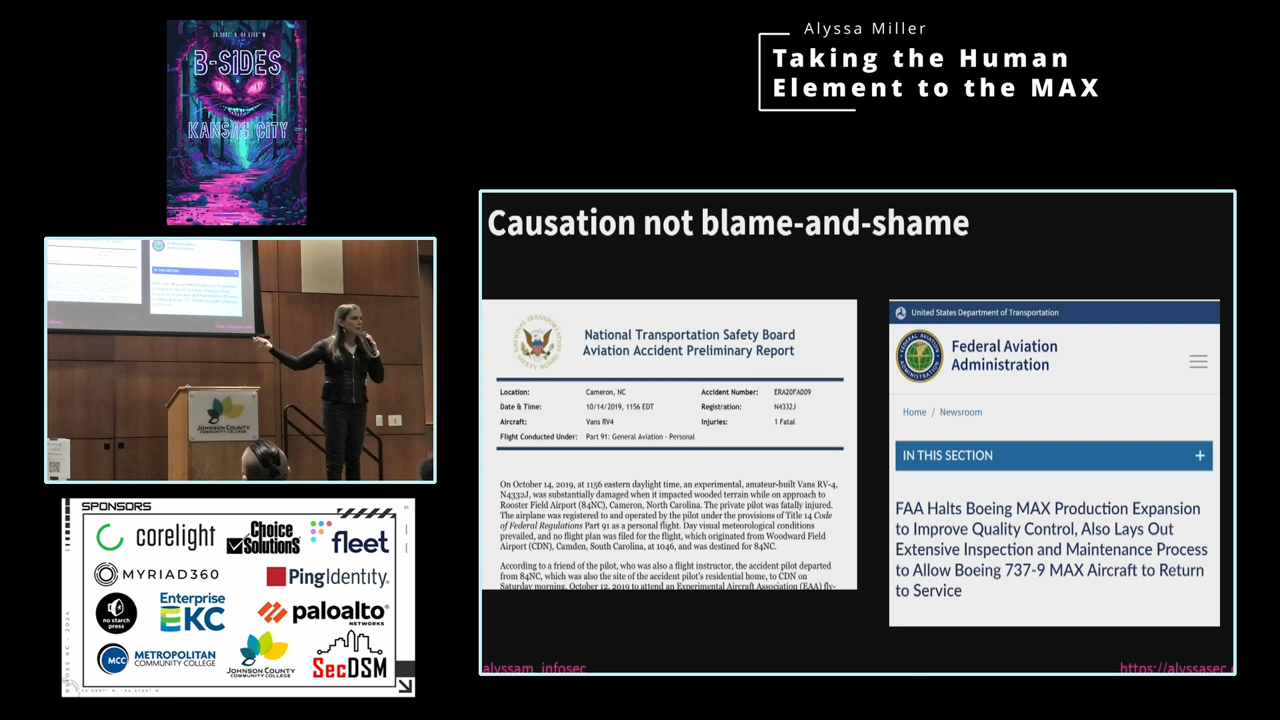 Alyssa Miller
Taking the Human
Element to the MAX
B-SIDES
KANSAS CITY
Causation not blame-and-shame
National Transportation Safety Board
Aviation Accident Preliminary Report
Location: Cameron, NC Accident Number: ERA20FA009
Date & Time: 10/14/2019, 1156 EDT Registration: N4332J
Aircraft: Vans RV4 Injuries: 1 Fatal
Flight Conducted Under: Part 91: General Aviation - Personal
On October 14, 2019, at 1156 eastern daylight time, an experimental, amateur-built Vans RV-4,
N4332J, was substantially damaged when it impacted wooded terrain while on approach to
Rooster Field Airport (84NC), Cameron, North Carolina. The private pilot was fatally injured.
The airplane was registered to and operated by the pilot under the provisions of Title 14 Code
of Federal Regulations Part 91 as a personal flight. Day visual meteorological conditions
prevailed, and no flight plan was filed for the flight, which originated from Woodward Field
Airport (CDN), Camden, South Carolina, at 1046, and was destined for 84NC.
According to a friend of the pilot, who was also a flight instructor, the accident pilot departed
from 84NC, which was also the site of the accident pilot's residential home, to CDN on
Saturday morning, October 12, 2019 to attend an Experimental Aircraft Association (EAA) fly-
United States Department of Transportation
Federal Aviation
Administration
Home / Newsroom
IN THIS SECTION +
FAA Halts Boeing MAX Production Expansion
to Improve Quality Control, Also Lays Out
Extensive Inspection and Maintenance Process
to Allow Boeing 737-9 MAX Aircraft to Return
to Service
alyssam_infosec
https://alyssasec.
JOHNSON COUNTY
COMMUNITY COLLEGE
SPONSORS
corelight
Choice
Solutions
fleet
MYRIAD360
PingIdentity
no starch
press
Enterprise
EKC
paloalto
NETWORKS
MCC
METROPOLITAN
COMMUNITY COLLEGE
JOHNSON COUNTY
COMMUNITY COLLEGE
SecDSM